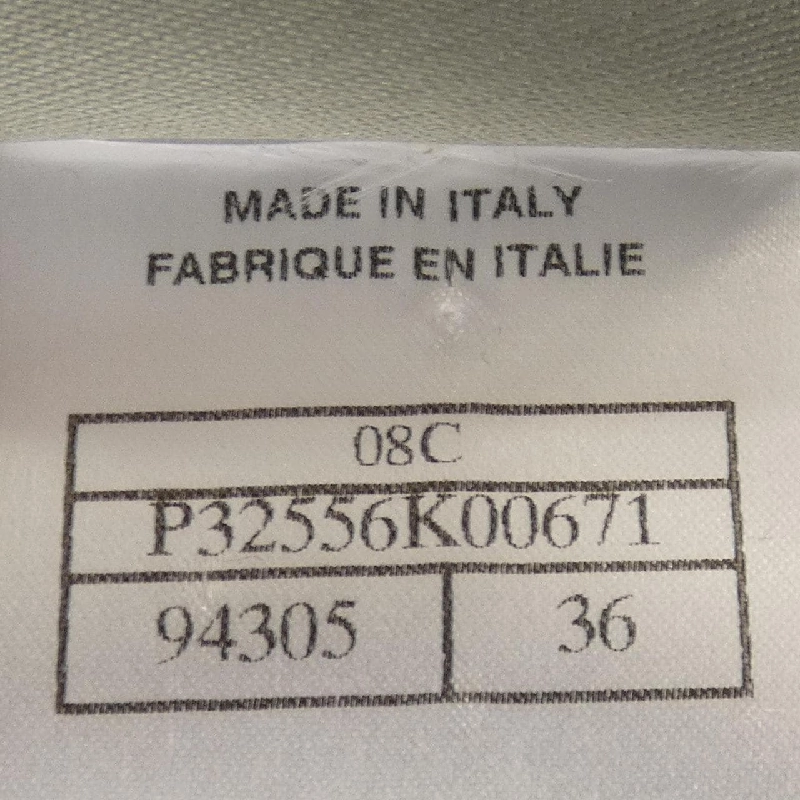 MADE IN ITALY
FABRIQUE EN ITALIE
08C
P32556K00671
94305 36